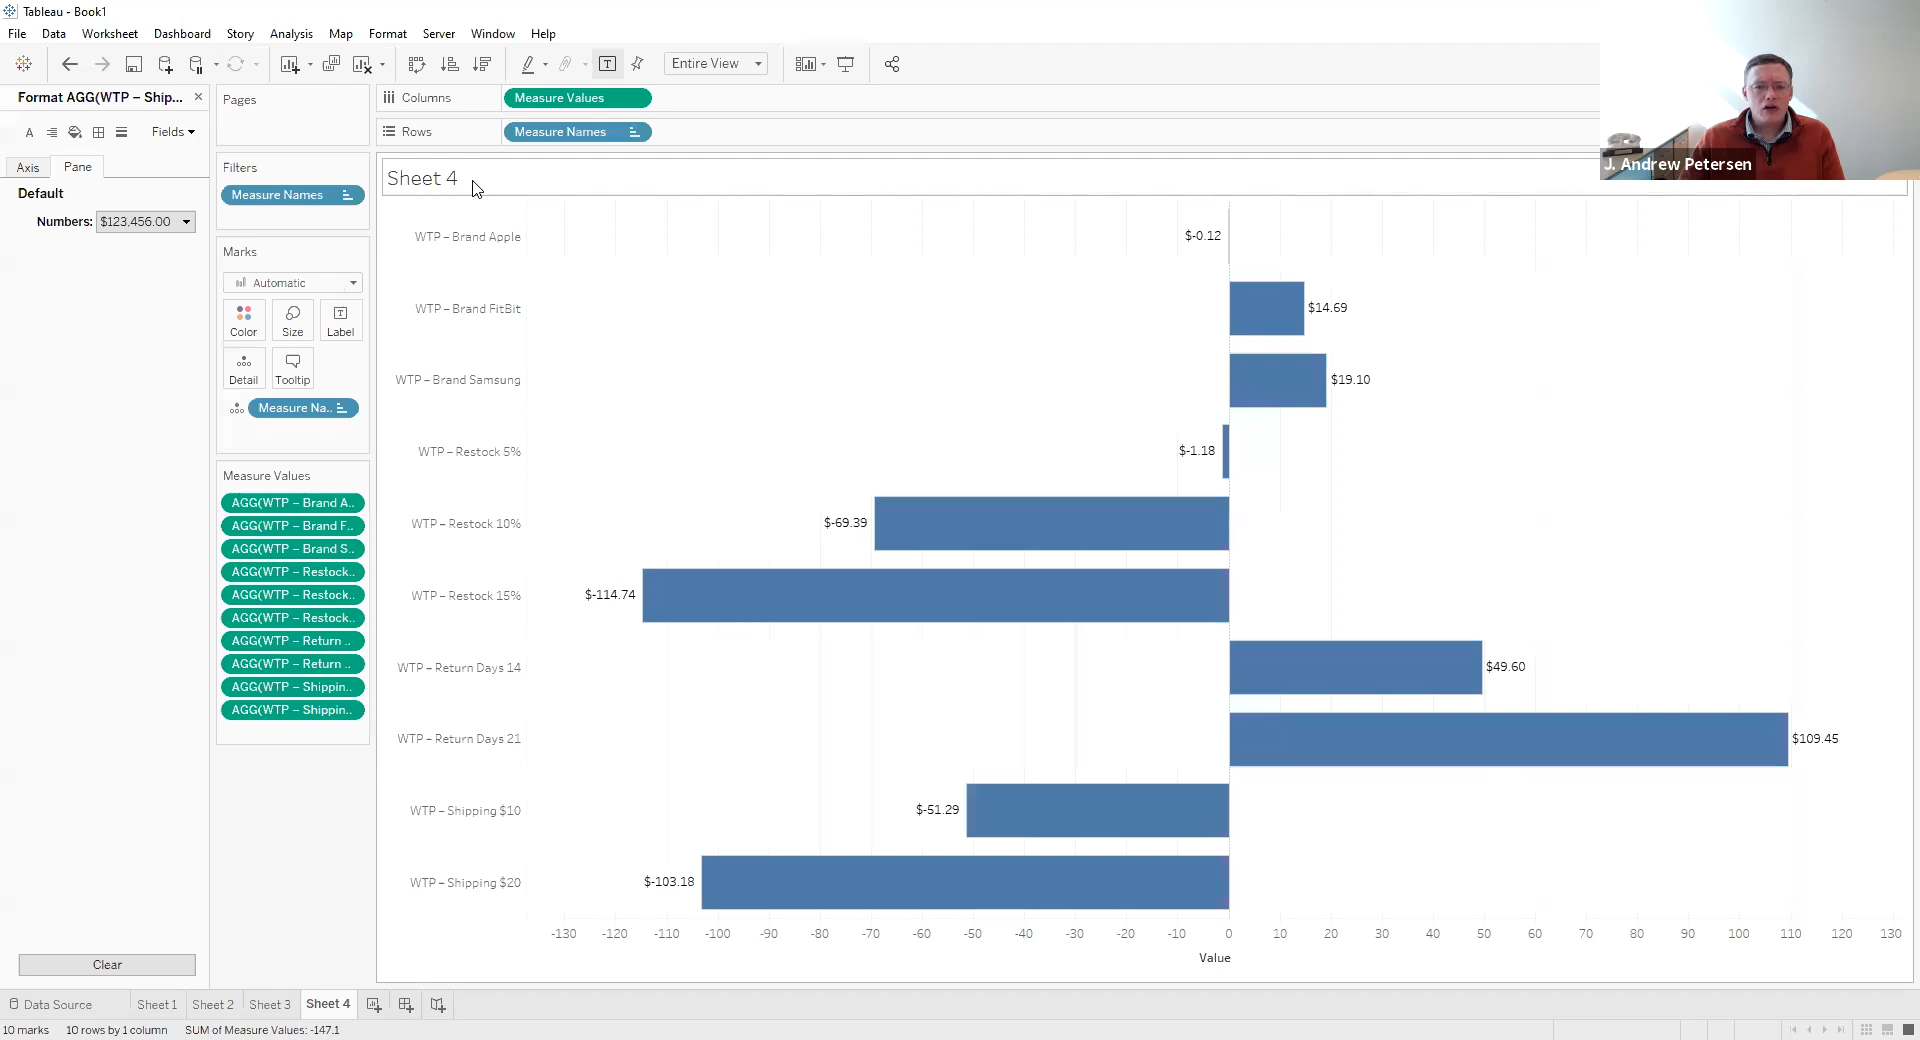 Tableau - Book1
File Data Worksheet Dashboard Story Analysis Map Format Server Window Help
Entire View
Format AGG(WTP – Ship...
Fields
Axis Pane
Default
Numbers: $123,456.00
Clear
Pages
Filters
Measure Names
Marks
Automatic
Color Size Label
Detail Tooltip
Measure Na..
Measure Values
AGG(WTP – Brand A..
AGG(WTP – Brand F..
AGG(WTP – Brand S..
AGG(WTP – Restock..
AGG(WTP – Restock..
AGG(WTP – Restock..
AGG(WTP – Return ..
AGG(WTP – Return ..
AGG(WTP – Shippin..
AGG(WTP – Shippin..
Columns Measure Values
Rows Measure Names
J. Andrew Petersen
Sheet 4
WTP – Brand Apple $-0.12
WTP – Brand FitBit $14.69
WTP – Brand Samsung $19.10
WTP – Restock 5% $-1.18
WTP – Restock 10% $-69.39
WTP – Restock 15% $-114.74
WTP – Return Days 14 $49.60
WTP – Return Days 21 $109.45
WTP – Shipping $10 $-51.29
WTP – Shipping $20 $-103.18
-130 -120 -110 -100 -90 -80 -70 -60 -50 -40 -30 -20 -10 0 10 20 30 40 50 60 70 80 90 100 110 120 130
Value
Data Source Sheet 1 Sheet 2 Sheet 3 Sheet 4
10 marks 10 rows by 1 column SUM of Measure Values: -147.1